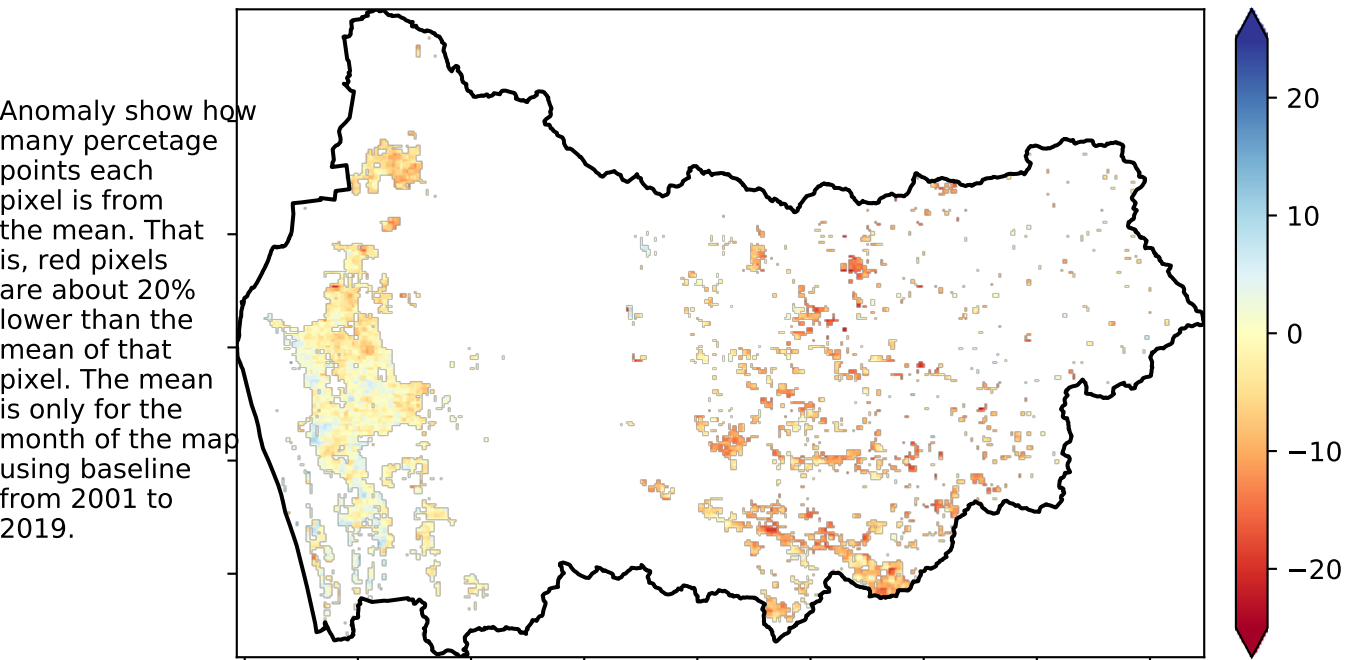 Anomaly show how
many percetage
points each
pixel is from
the mean. That
is, red pixels
are about 20%
lower than the
mean of that
pixel. The mean
is only for the
month of the map
using baseline
from 2001 to
2019.
20
10
0
−10
−20